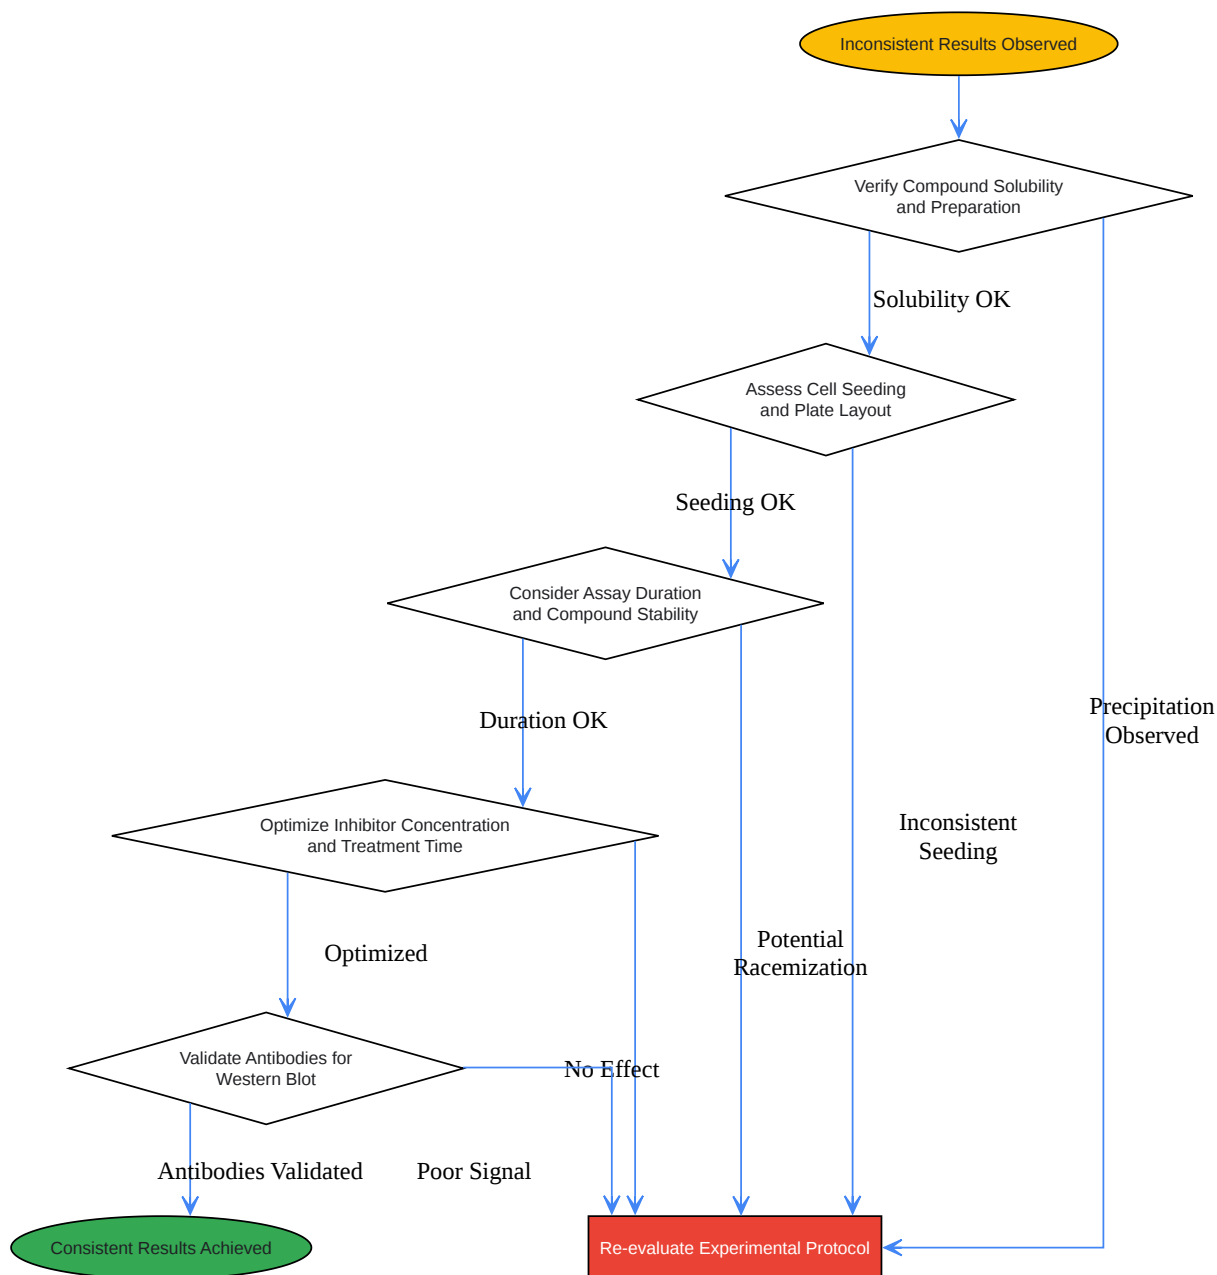 Inconsistent Results Observed
Verify Compound Solubility
and Preparation
Solubility OK
Assess Cell Seeding
and Plate Layout
Seeding OK
Consider Assay Duration
and Compound Stability
Duration OK
Precipitation
Observed
Optimize Inhibitor Concentration
and Treatment Time
Inconsistent
Seeding
Optimized
Potential
Racemization
Validate Antibodies for
Western Blot
No Effect
Antibodies Validated
Poor Signal
Consistent Results Achieved
Re-evaluate Experimental Protocol